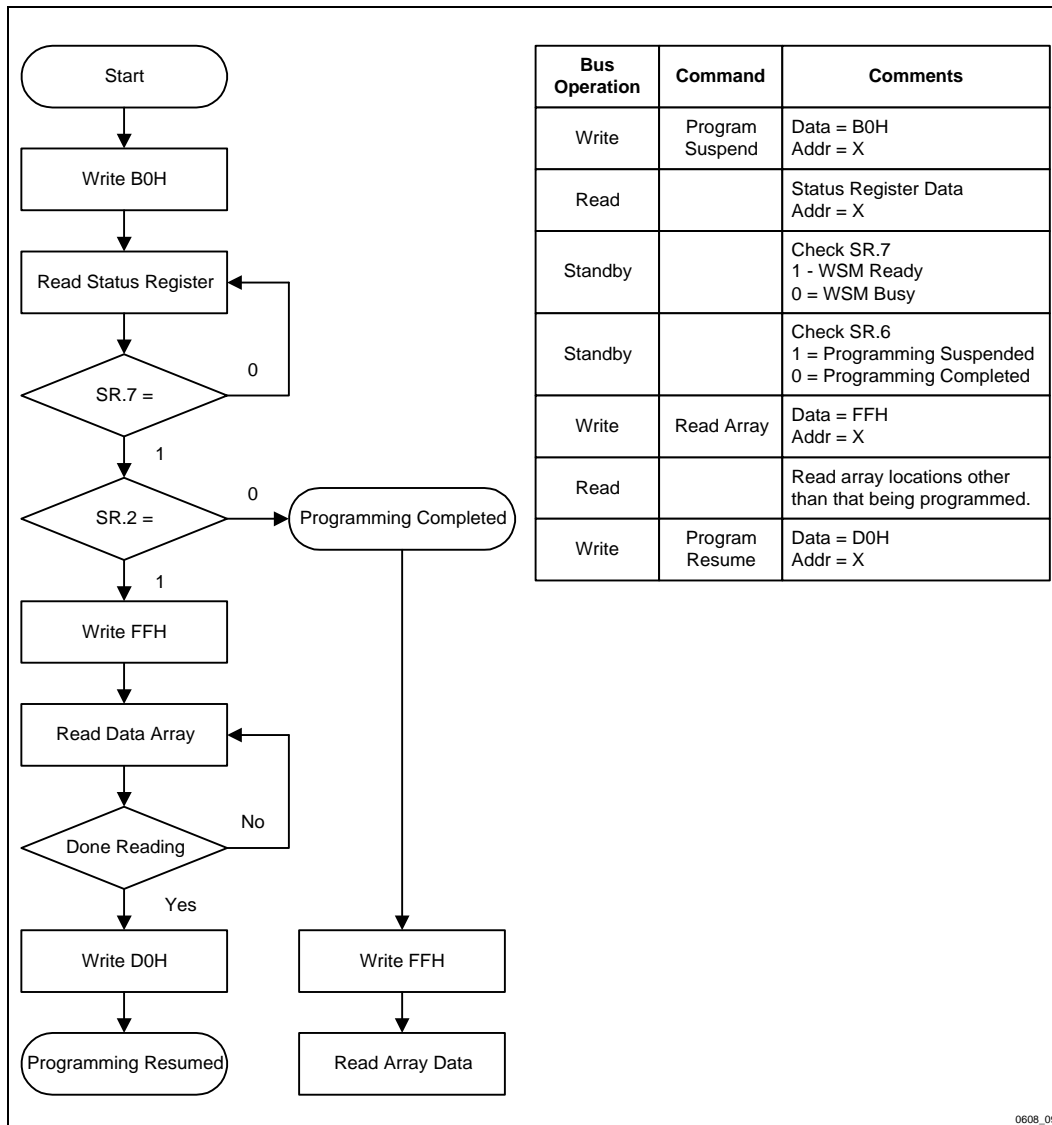 Start
Write B0H
Read Status Register
SR.7 =
0
1
SR.2 =
0
Programming Completed
1
Write FFH
Read Data Array
Done Reading
No
Yes
Write D0H
Write FFH
Programming Resumed
Read Array Data
Bus
Operation
Command
Comments
Write
Program
Suspend
Data = B0H
Addr = X
Read
Status Register Data
Addr = X
Standby
Check SR.7
1 - WSM Ready
0 = WSM Busy
Standby
Check SR.6
1 = Programming Suspended
0 = Programming Completed
Write
Read Array
Data = FFH
Addr = X
Read
Read array locations other
than that being programmed.
Write
Program
Resume
Data = D0H
Addr = X